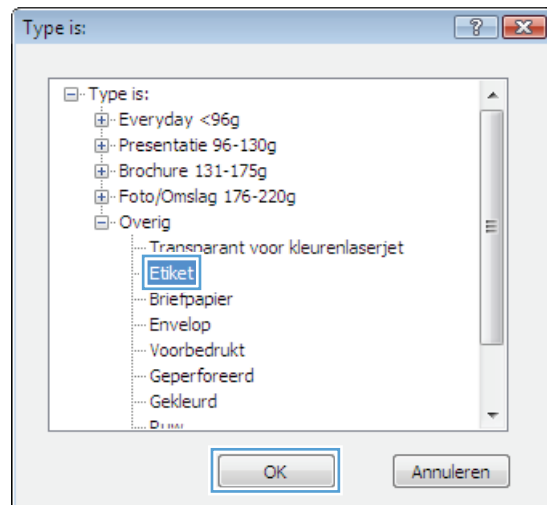 Type is:
Type is:
Everyday <96g
Presentatie 96-130g
Brochure 131-175g
Foto/Omslag 176-220g
Overig
Transparant voor kleurenlaserjet
Etiket
Briefpapier
Envelop
Voorbedrukt
Geperforeerd
Gekleurd
OK Annuleren